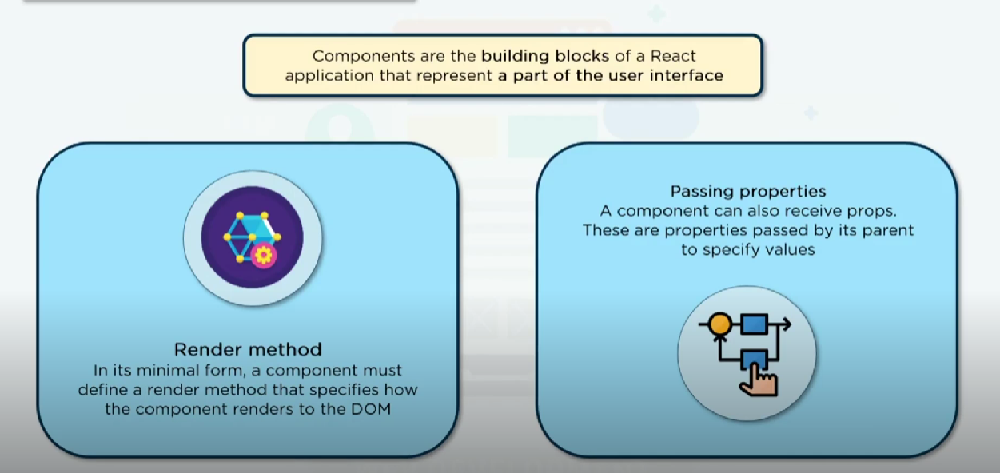 Components are the building blocks of a React
application that represent a part of the user interface
Render method
In its minimal form, a component must
define a render method that specifies how
the component renders to the DOM
Passing properties
A component can also receive props.
These are properties passed by its parent
to specify values